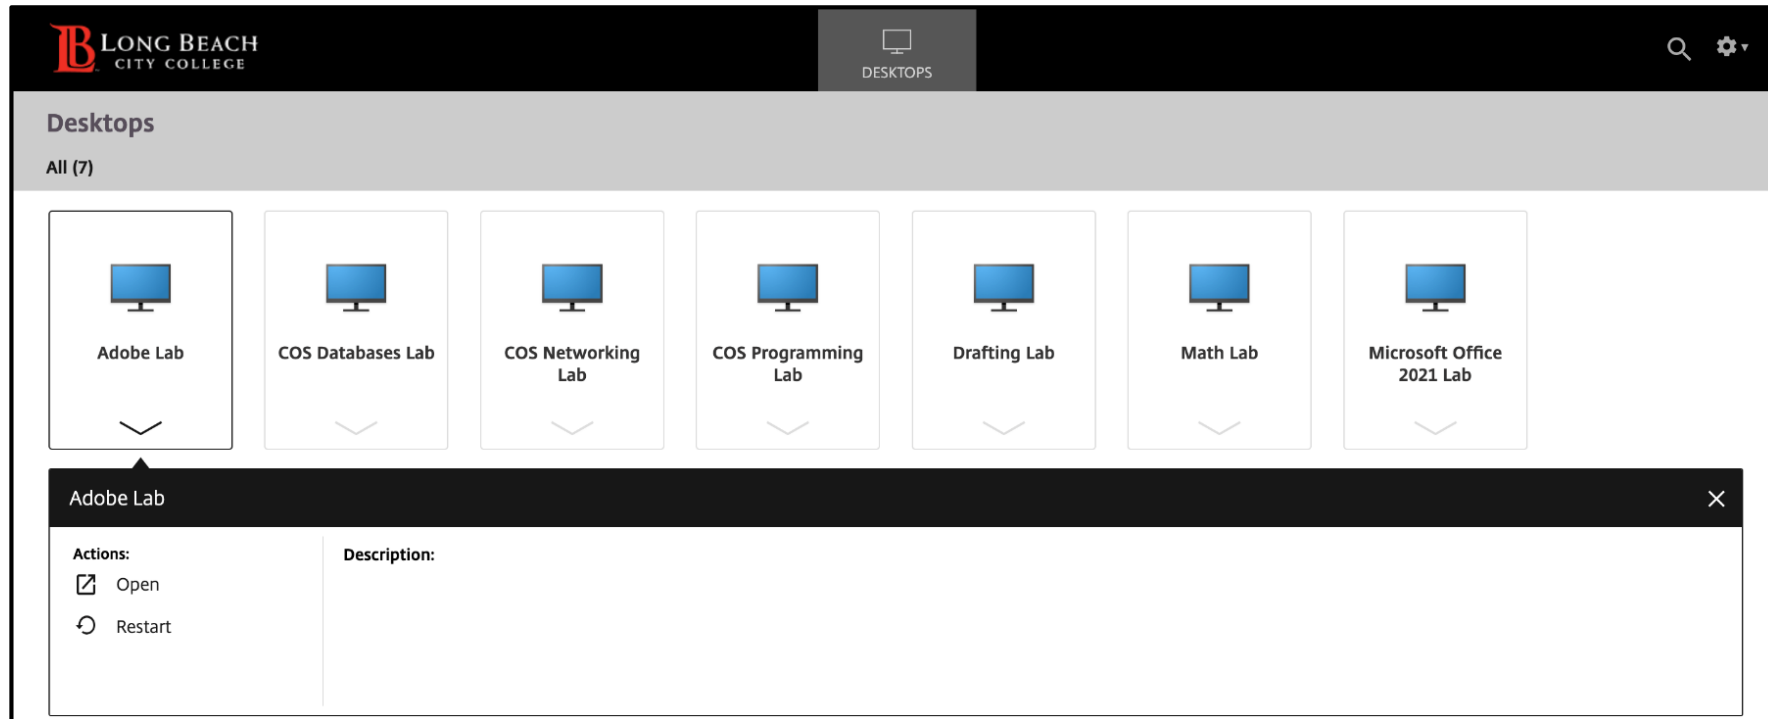 LONG BEACH
CITY COLLEGE
DESKTOPS
Desktops
All (7)
Adobe Lab
COS Databases Lab
COS Networking
Lab
COS Programming
Lab
Drafting Lab
Math Lab
Microsoft Office
2021 Lab
Adobe Lab
Actions:
Open
Restart
Description: